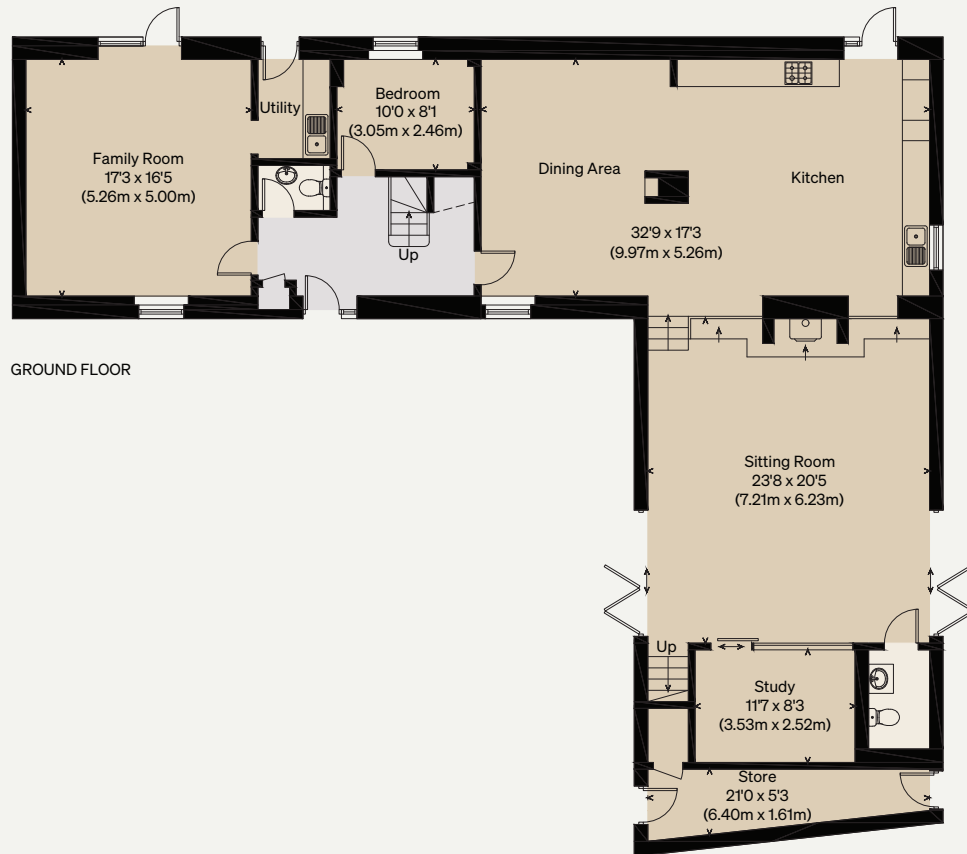 Family Room
17'3 x 16'5
(5.26m x 5.00m)
Utility
Bedroom
10'0 x 8'1
(3.05m x 2.46m)
Up
Dining Area
Kitchen
32'9 x 17'3
(9.97m x 5.26m)
GROUND FLOOR
Sitting Room
23'8 x 20'5
(7.21m x 6.23m)
Up
Study
11'7 x 8'3
(3.53m x 2.52m)
Store
21'0 x 5'3
(6.40m x 1.61m)